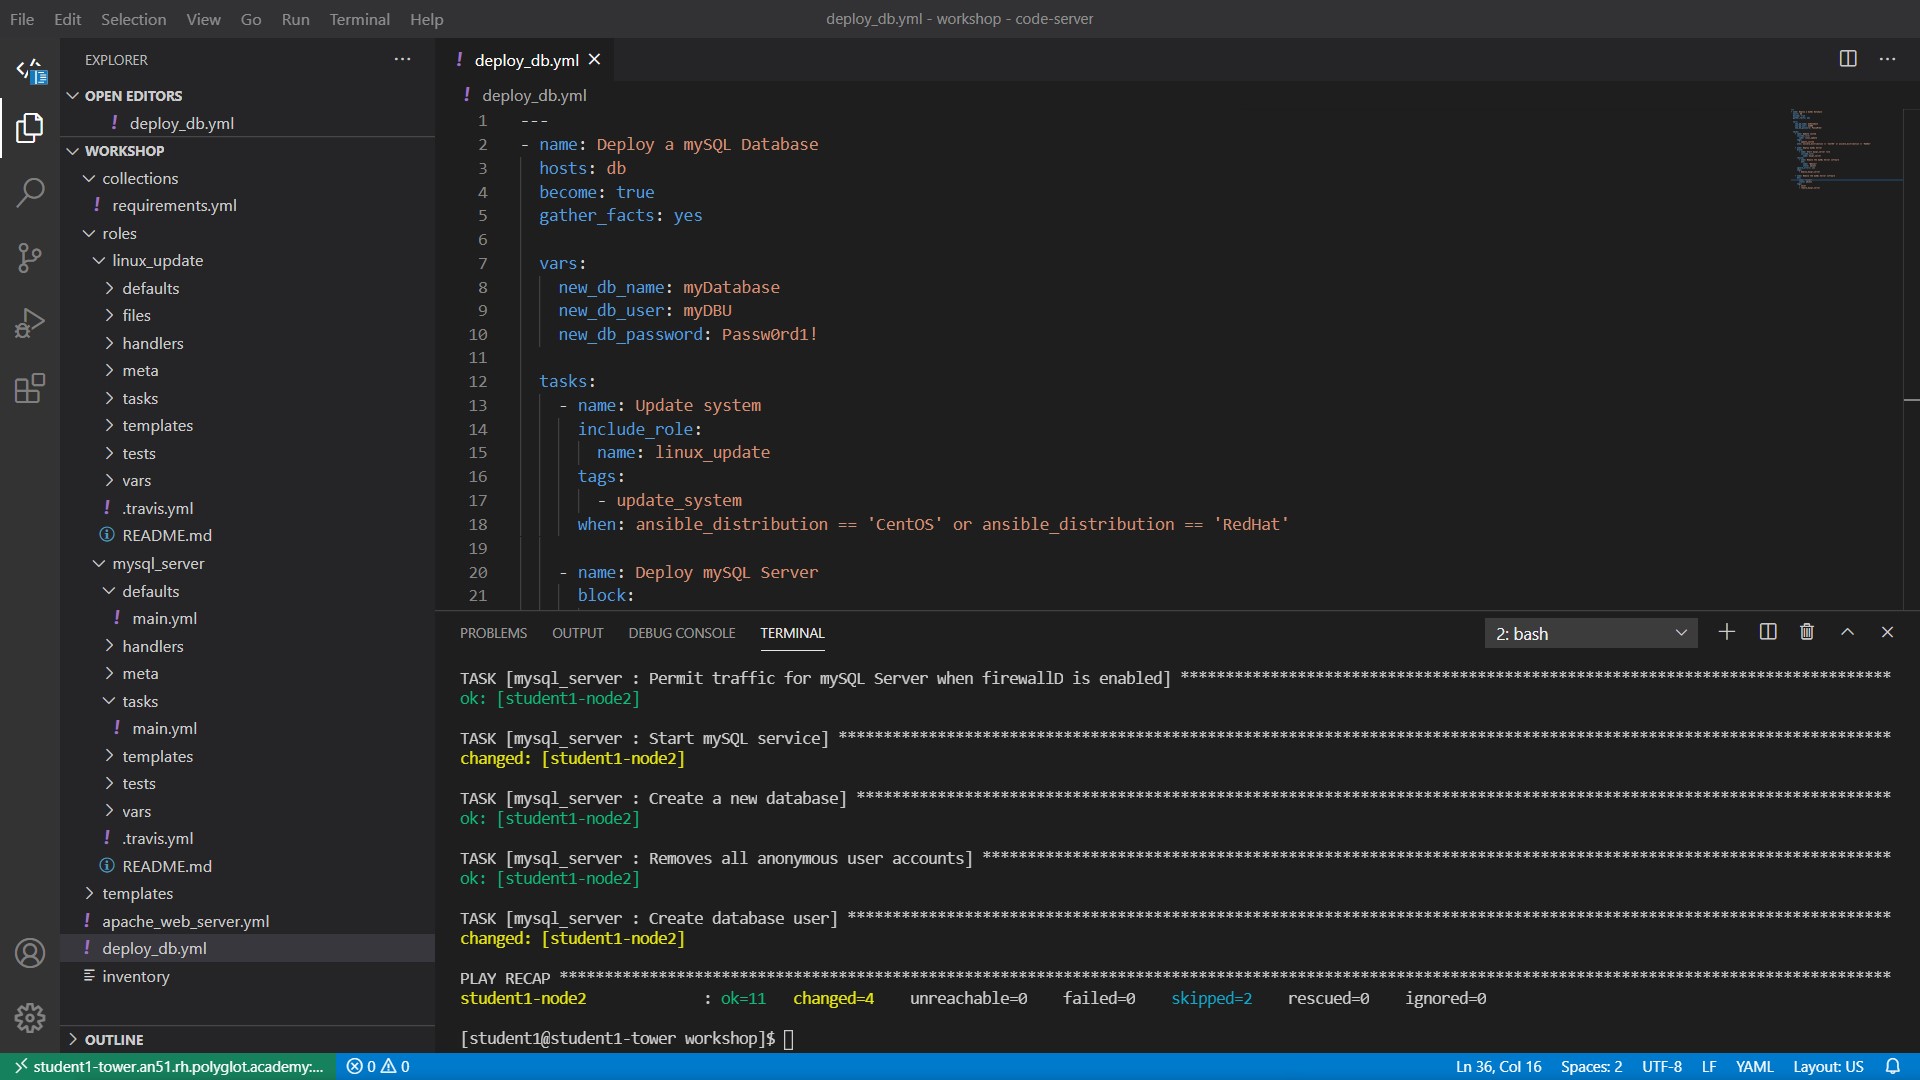 File Edit Selection View Go Run Terminal Help
deploy_db.yml - workshop - code-server
EXPLORER
OPEN EDITORS
deploy_db.yml
WORKSHOP
collections
requirements.yml
roles
linux_update
defaults
files
handlers
meta
tasks
templates
tests
vars
.travis.yml
README.md
mysql_server
defaults
main.yml
handlers
meta
tasks
main.yml
templates
tests
vars
.travis.yml
README.md
templates
apache_web_server.yml
deploy_db.yml
inventory
OUTLINE
deploy_db.yml
deploy_db.yml
1 ---
2 - name: Deploy a mySQL Database
3 hosts: db
4 become: true
5 gather_facts: yes
6
7 vars:
8 new_db_name: myDatabase
9 new_db_user: myDBU
10 new_db_password: Passw0rd1!
11
12 tasks:
13 - name: Update system
14 include_role:
15 name: linux_update
16 tags:
17 - update_system
18 when: ansible_distribution == 'CentOS' or ansible_distribution == 'RedHat'
19
20 - name: Deploy mySQL Server
21 block:
PROBLEMS OUTPUT DEBUG CONSOLE TERMINAL
2: bash
TASK [mysql_server : Permit traffic for mySQL Server when firewallD is enabled] *******************************************************************************
ok: [student1-node2]
TASK [mysql_server : Start mySQL service] *********************************************************************************************************************
changed: [student1-node2]
TASK [mysql_server : Create a new database] *******************************************************************************************************************
ok: [student1-node2]
TASK [mysql_server : Removes all anonymous user accounts] *****************************************************************************************************
ok: [student1-node2]
TASK [mysql_server : Create database user] ********************************************************************************************************************
changed: [student1-node2]
PLAY RECAP ****************************************************************************************************************************************************
student1-node2 : ok=11 changed=4 unreachable=0 failed=0 skipped=2 rescued=0 ignored=0
[student1@student1-tower workshop]$
student1-tower.an51.rh.polyglot.academy:... 0 0 Ln 36, Col 16 Spaces: 2 UTF-8 LF YAML Layout: US